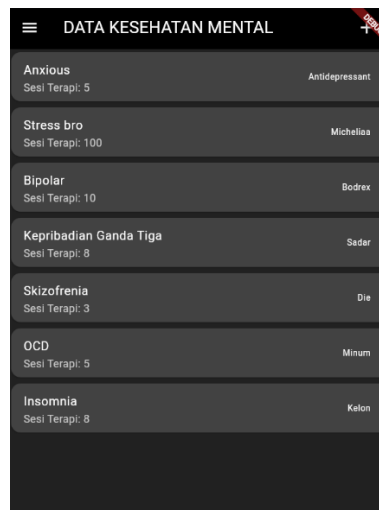 DATA KESEHATAN MENTAL
Anxious
Antidepressant
Sesi Terapi: 5
Stress bro
Micheliaa
Sesi Terapi: 100
Bipolar
Bodrex
Sesi Terapi: 10
Kepribadian Ganda Tiga
Sadar
Sesi Terapi: 8
Skizofrenia
Die
Sesi Terapi: 3
OCD
Minum
Sesi Terapi: 5
Insomnia
Kelon
Sesi Terapi: 8